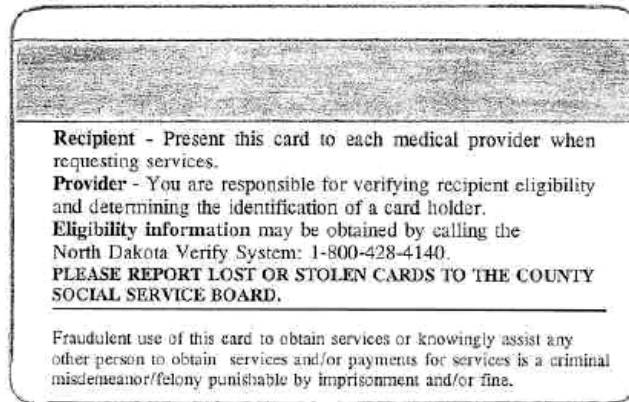 Recipient - Present this card to each medical provider when
requesting services.
Provider - You are responsible for verifying recipient eligibility
and determining the identification of a card holder.
Eligibility information may be obtained by calling the
North Dakota Verify System: 1-800-428-4140.
PLEASE REPORT LOST OR STOLEN CARDS TO THE COUNTY
SOCIAL SERVICE BOARD.
Fraudulent use of this card to obtain services or knowingly assist any
other person to obtain services and/or payments for services is a criminal
misdemeanor/felony punishable by imprisonment and/or fine.